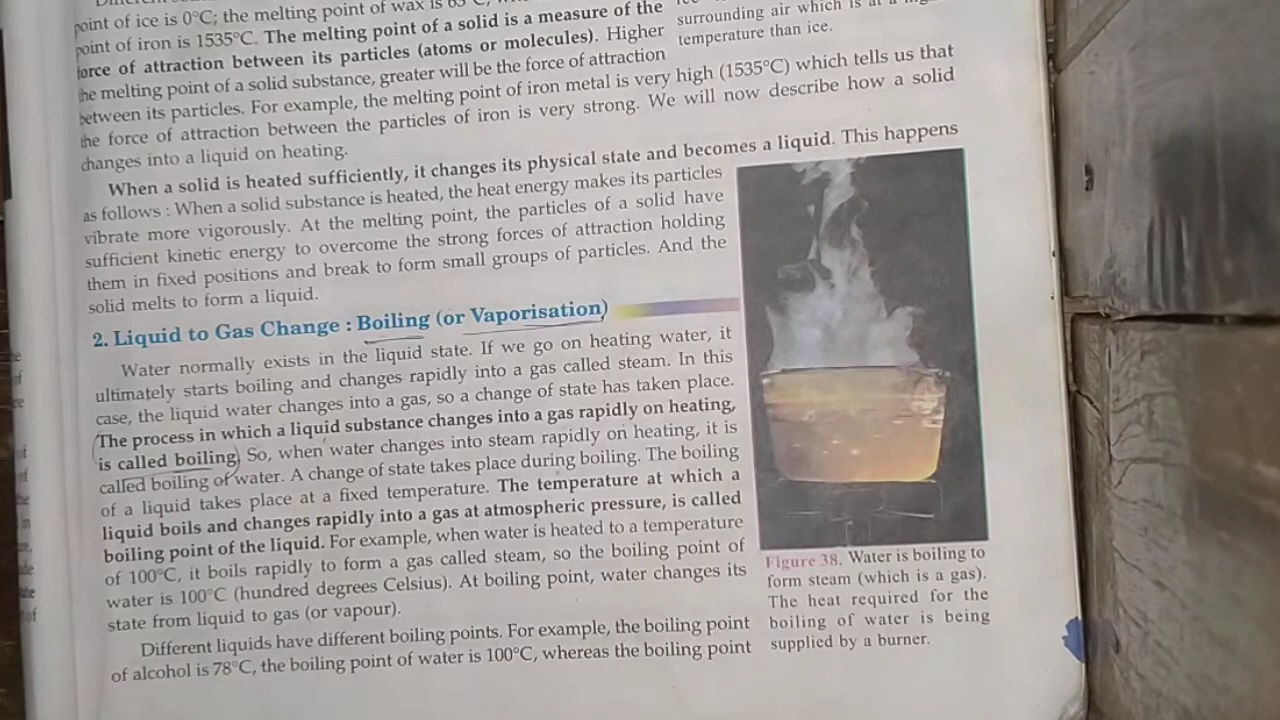 point of ice is 0°C; the melting point of wax is 63°C,
point of iron is 1535°C. The melting point of a solid is a measure of the
force of attraction between its particles (atoms or molecules). Higher
the melting point of a solid substance, greater will be the force of attraction
surrounding air which is at a
temperature than ice.
between its particles. For example, the melting point of iron metal is very high (1535°C) which tells us that
the force of attraction between the particles of iron is very strong. We will now describe how a solid
changes into a liquid on heating.
When a solid is heated sufficiently, it changes its physical state and becomes a liquid. This happens
as follows : When a solid substance is heated, the heat energy makes its particles
vibrate more vigorously. At the melting point, the particles of a solid have
sufficient kinetic energy to overcome the strong forces of attraction holding
them in fixed positions and break to form small groups of particles. And the
solid melts to form a liquid.
2. Liquid to Gas Change : Boiling (or Vaporisation)
Water normally exists in the liquid state. If we go on heating water, it
ultimately starts boiling and changes rapidly into a gas called steam. In this
case, the liquid water changes into a gas, so a change of state has taken place.
The process in which a liquid substance changes into a gas rapidly on heating,
is called boiling. So, when water changes into steam rapidly on heating, it is
called boiling of water. A change of state takes place during boiling. The boiling
of a liquid takes place at a fixed temperature. The temperature at which a
liquid boils and changes rapidly into a gas at atmospheric pressure, is called
boiling point of the liquid. For example, when water is heated to a temperature
of 100°C, it boils rapidly to form a gas called steam, so the boiling point of
water is 100°C (hundred degrees Celsius). At boiling point, water changes its
state from liquid to gas (or vapour).
Different liquids have different boiling points. For example, the boiling point
of alcohol is 78°C, the boiling point of water is 100°C, whereas the boiling point
Figure 38. Water is boiling to
form steam (which is a gas).
The heat required for the
boiling of water is being
supplied by a burner.